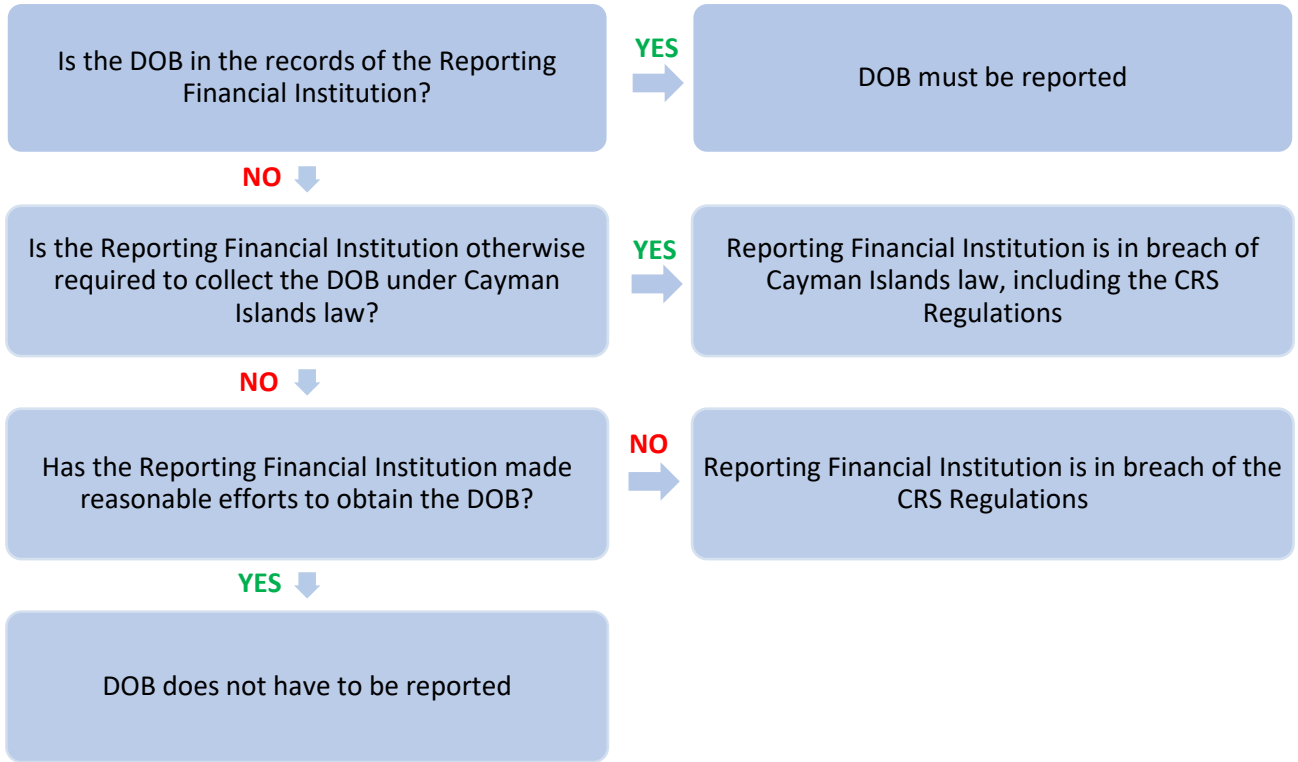 Is the DOB in the records of the Reporting
Financial Institution?
YES
DOB must be reported
NO
Is the Reporting Financial Institution otherwise
required to collect the DOB under Cayman
Islands law?
YES
Reporting Financial Institution is in breach of
Cayman Islands law, including the CRS
Regulations
NO
Has the Reporting Financial Institution made
reasonable efforts to obtain the DOB?
NO
Reporting Financial Institution is in breach of the
CRS Regulations
YES
DOB does not have to be reported